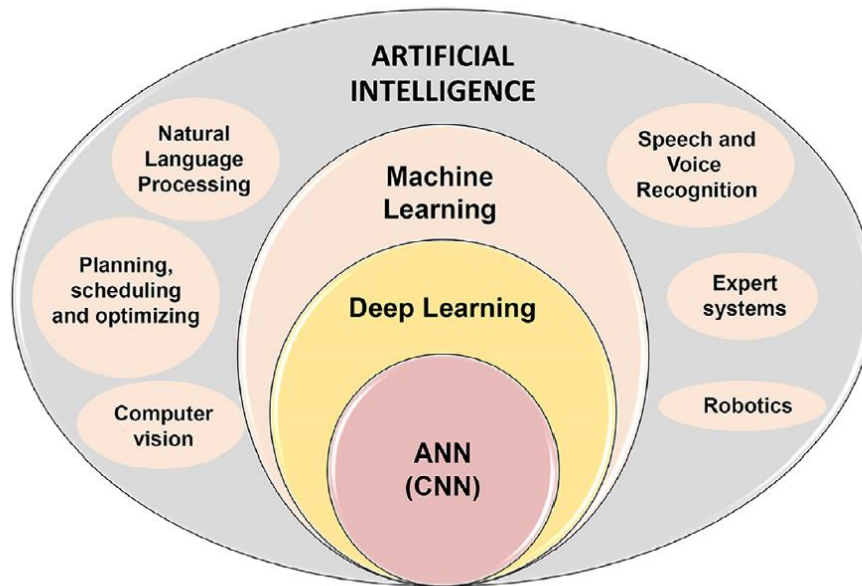 ARTIFICIAL
INTELLIGENCE
Natural
Language
Processing
Speech and
Voice
Recognition
Machine
Learning
Planning,
scheduling
and optimizing
Deep Learning
Expert
systems
Computer
vision
Robotics
ANN
(CNN)